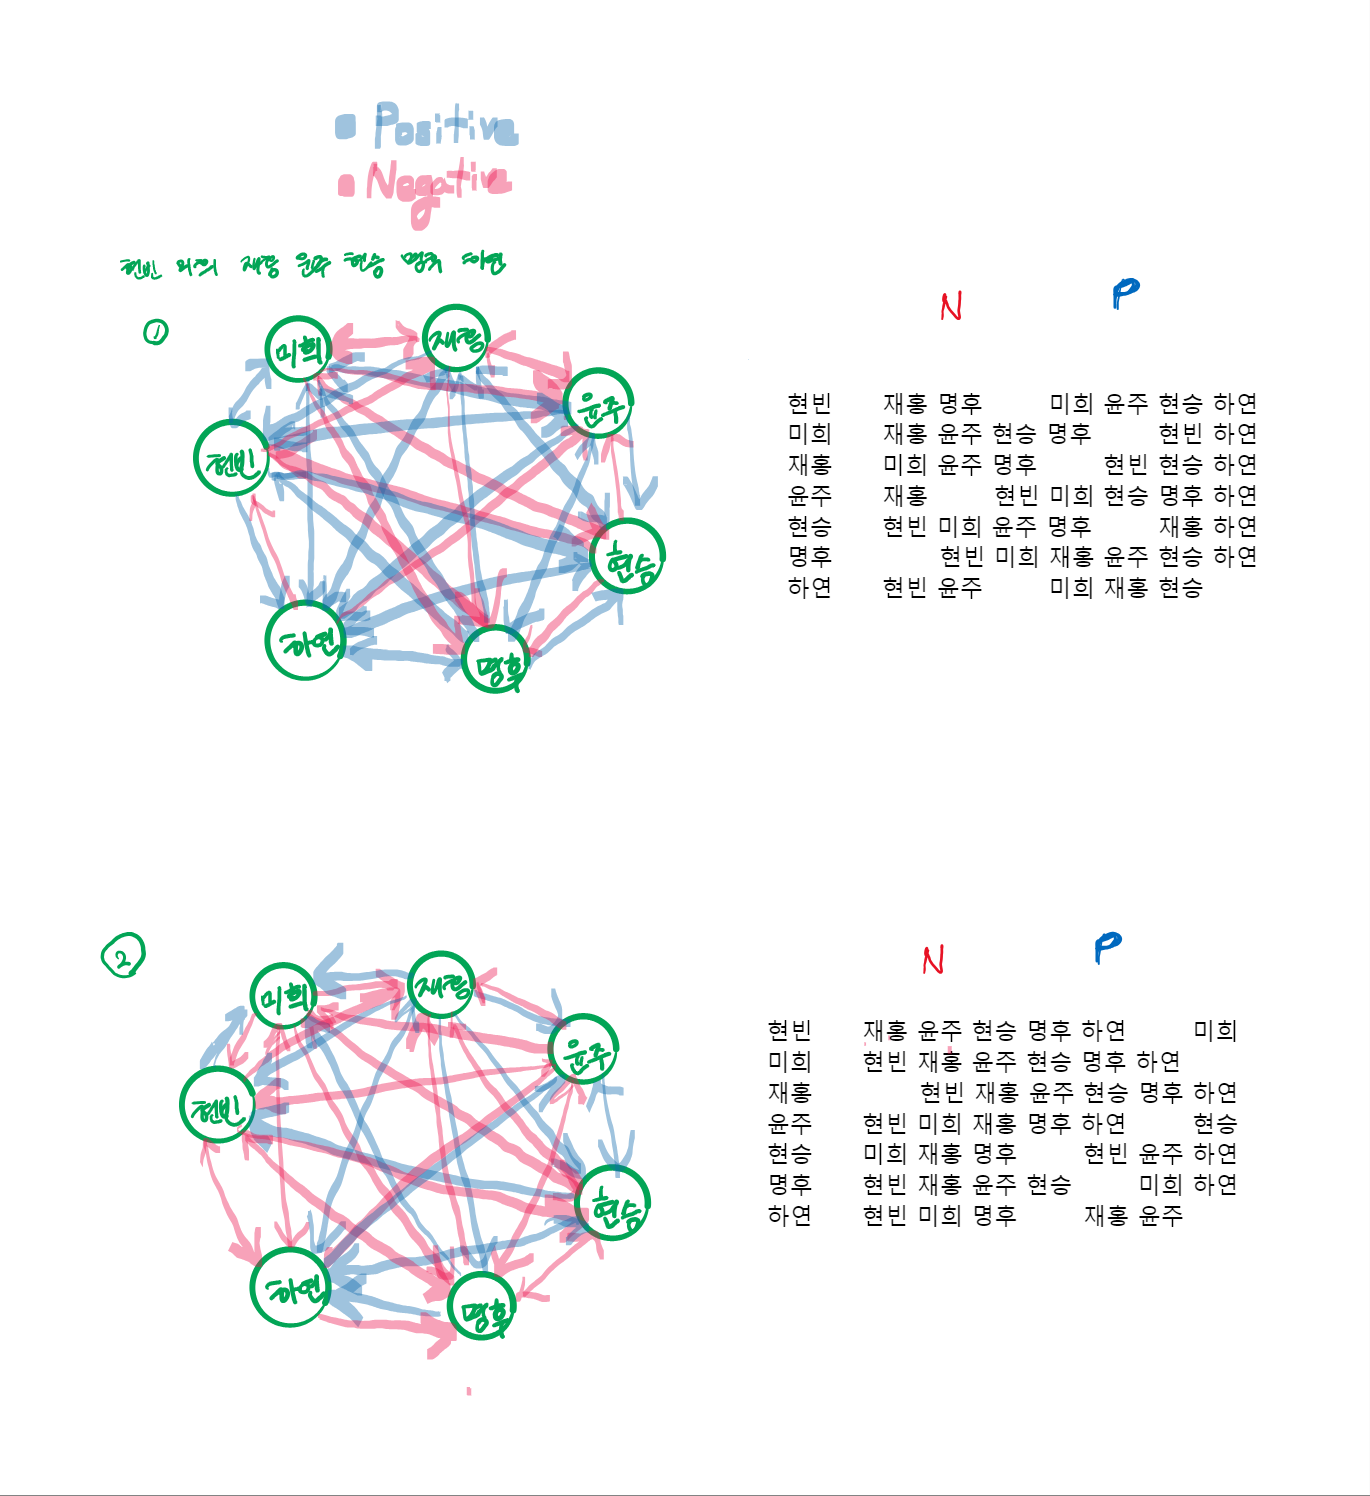 Positive
Negative
현빈 미희 재홍 윤주 현승 명후 하연
①
미희
재홍
윤주
현빈
현승
하연
명후
N P
현빈 재홍 명후 미희 윤주 현승 하연
미희 재홍 윤주 현승 명후 현빈 하연
재홍 미희 윤주 명후 현빈 현승 하연
윤주 재홍 현빈 미희 현승 명후 하연
현승 현빈 미희 윤주 명후 재홍 하연
명후 현빈 미희 재홍 윤주 현승 하연
하연 현빈 윤주 미희 재홍 현승
②
미희
재홍
윤주
현빈
현승
하연
명후
N P
현빈 재홍 윤주 현승 명후 하연 미희
미희 현빈 재홍 윤주 현승 명후 하연
재홍 현빈 재홍 윤주 현승 명후 하연
윤주 현빈 미희 재홍 명후 하연 현승
현승 미희 재홍 명후 현빈 윤주 하연
명후 현빈 재홍 윤주 현승 미희 하연
하연 현빈 미희 명후 재홍 윤주